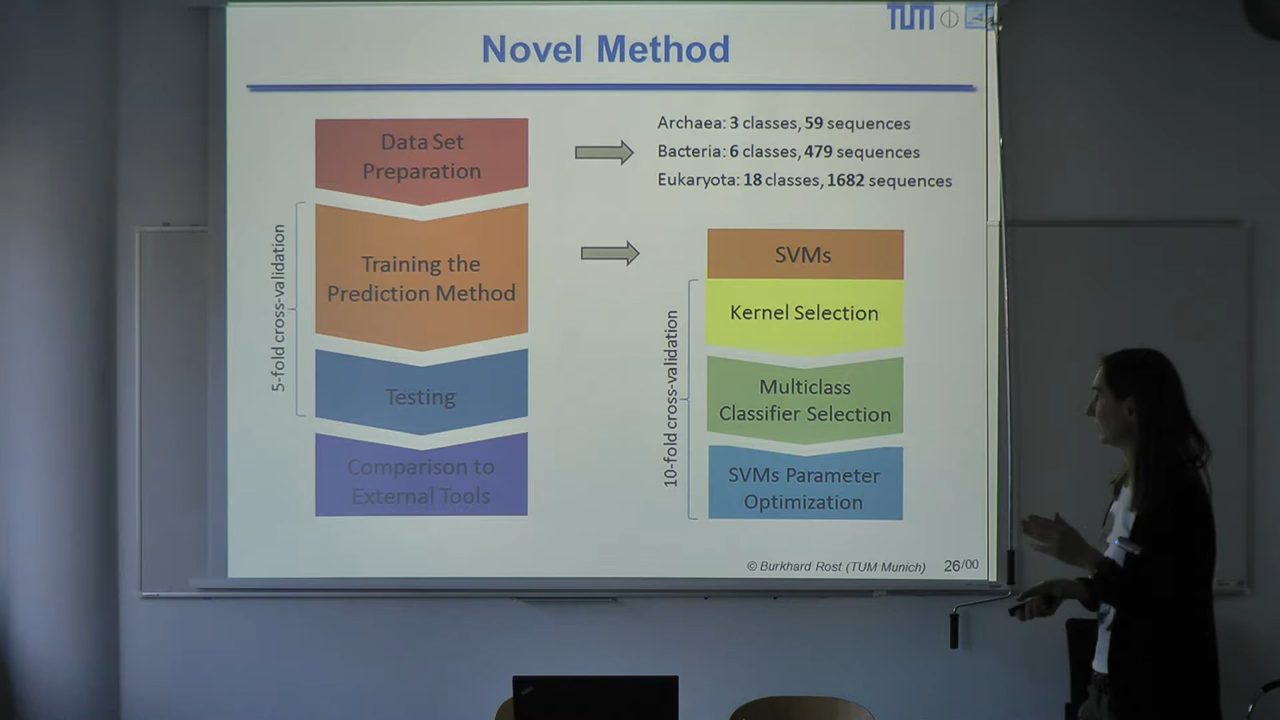 TUM
Novel Method
Data Set
Preparation
Archaea: 3 classes, 59 sequences
Bacteria: 6 classes, 479 sequences
Eukaryota: 18 classes, 1682 sequences
5-fold cross-validation
Training the
Prediction Method
Testing
Comparison to
External Tools
SVMs
10-fold cross-validation
Kernel Selection
Multiclass
Classifier Selection
SVMs Parameter
Optimization
© Burkhard Rost (TUM Munich) 26/00